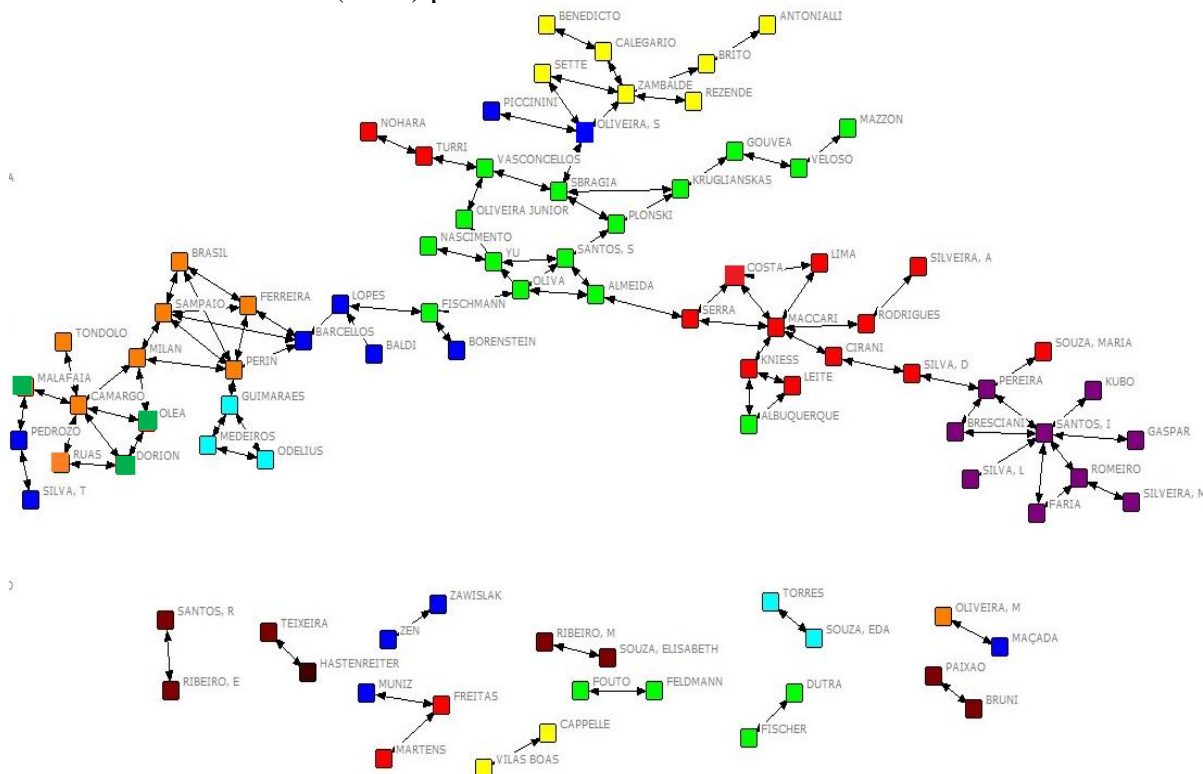 BENEDICTO
ANTONIALLI
CALEGARIO
BRITO
SETTE
ZAMBALDE
REZENDE
PICCININI
OLIVEIRA, S
NOHARA
MAZZON
TURRI
GOUVEA
VASCONCELLOS
VELOSO
SBRAGIA
KRUGLIANSKAS
OLIVEIRA JUNIOR
PLONSKI
NASCIMENTO
YU
SANTOS, S
BRASIL
COSTA
LIMA
SILVEIRA, A
OLIVA
ALMEIDA
SAMPAIO
FERREIRA
LOPES
FISCHMANN
SERRA
MACCARI
RODRIGUES
TONDOLO
BARCELLOS
BALDI
BORENSTEIN
MILAN
PERIN
CIRANI
SOUZA, MARIA
KNIESS
SILVA, D
MALAFAIA
LEITE
PEREIRA
KUBO
CAMARGO
GUIMARAES
OLEA
ALBUQUERQUE
PEDROZO
MEDEIROS
BRESCIANI
SANTOS, I
GASPAR
RUAS
DORION
ODELIUS
SILVA, L
ROMEIRO
SILVA, T
FARIA
SILVEIRA, M
SANTOS, R
TEIXEIRA
ZAWISLAK
TORRES
OLIVEIRA, M
ZEN
RIBEIRO, M
SOUZA, EDA
MAÇADA
HASTENREITER
SOUZA, ELISABETH
PAIXAO
RIBEIRO, E
MUNIZ
FREITAS
FOUTO
FELDMANN
DUTRA
BRUNI
CAPPELLE
FISCHER
MARTENS
VILAS BOAS